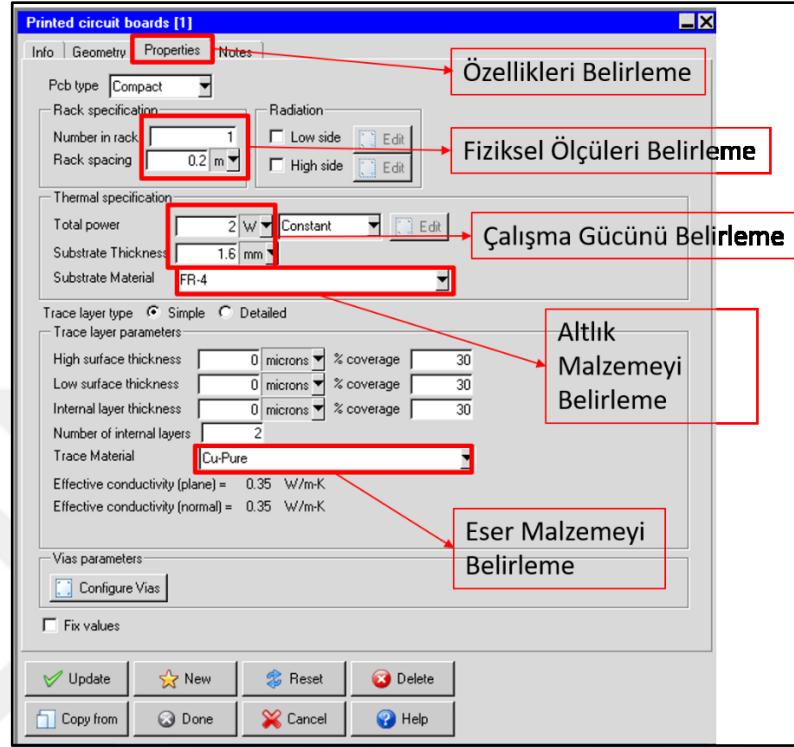 Printed circuit boards [1]
Info Geometry Properties Notes
Özellikleri Belirleme
Pcb type Compact
Rack specification Radiation
Number in rack 1 Low side Edit
Rack spacing 0.2 m High side Edit
Fiziksel Ölçüleri Belirleme
Thermal specification
Total power 2 W Constant Edit
Çalışma Gücünü Belirleme
Substrate Thickness 1.6 mm
Substrate Material FR-4
Trace layer type Simple Detailed
Altlık
Malzemeyi
Belirleme
Trace layer parameters
High surface thickness 0 microns % coverage 30
Low surface thickness 0 microns % coverage 30
Internal layer thickness 0 microns % coverage 30
Number of internal layers 2
Trace Material Cu-Pure
Effective conductivity (plane) = 0.35 W/m-K
Effective conductivity (normal) = 0.35 W/m-K
Eser Malzemeyi
Belirleme
Vias parameters
Configure Vias
Fix values
Update New Reset Delete
Copy from Done Cancel Help